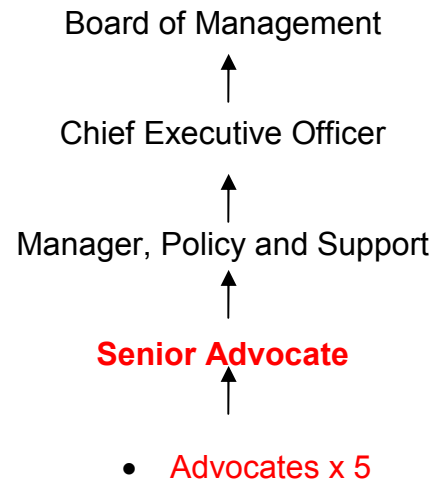 Board of Management
Chief Executive Officer
Manager, Policy and Support
Senior Advocate
• Advocates x 5